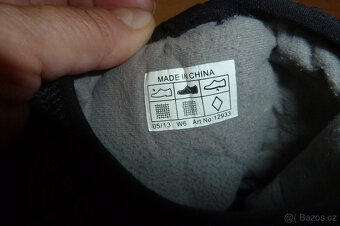 MADE IN CHINA
05/13 W6 Art No 12933
Bazos.cz